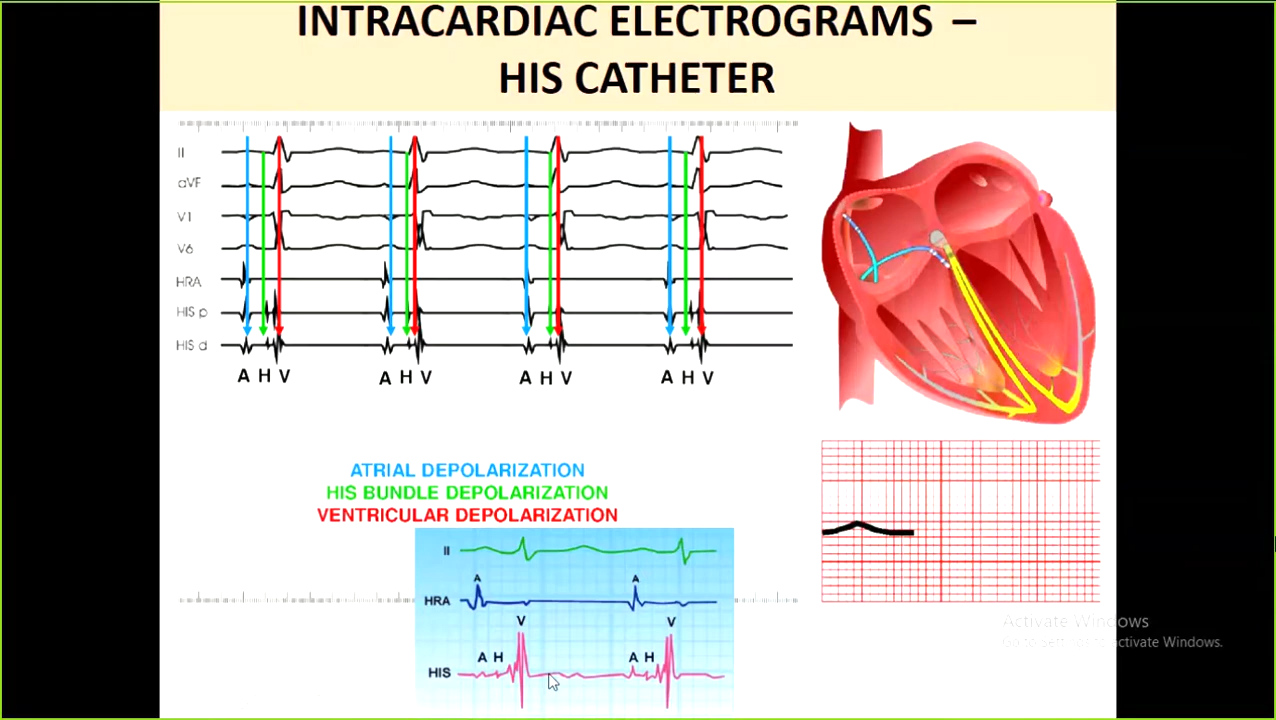 INTRACARDIAC ELECTROGRAMS –
HIS CATHETER
II
aVF
V1
V6
HRA
HIS p
HIS d
A H V A H V A H V A H V
ATRIAL DEPOLARIZATION
HIS BUNDLE DEPOLARIZATION
VENTRICULAR DEPOLARIZATION
II
A A
HRA
V V
A H A H
HIS
Activate Windows
Go to Settings to activate Windows.